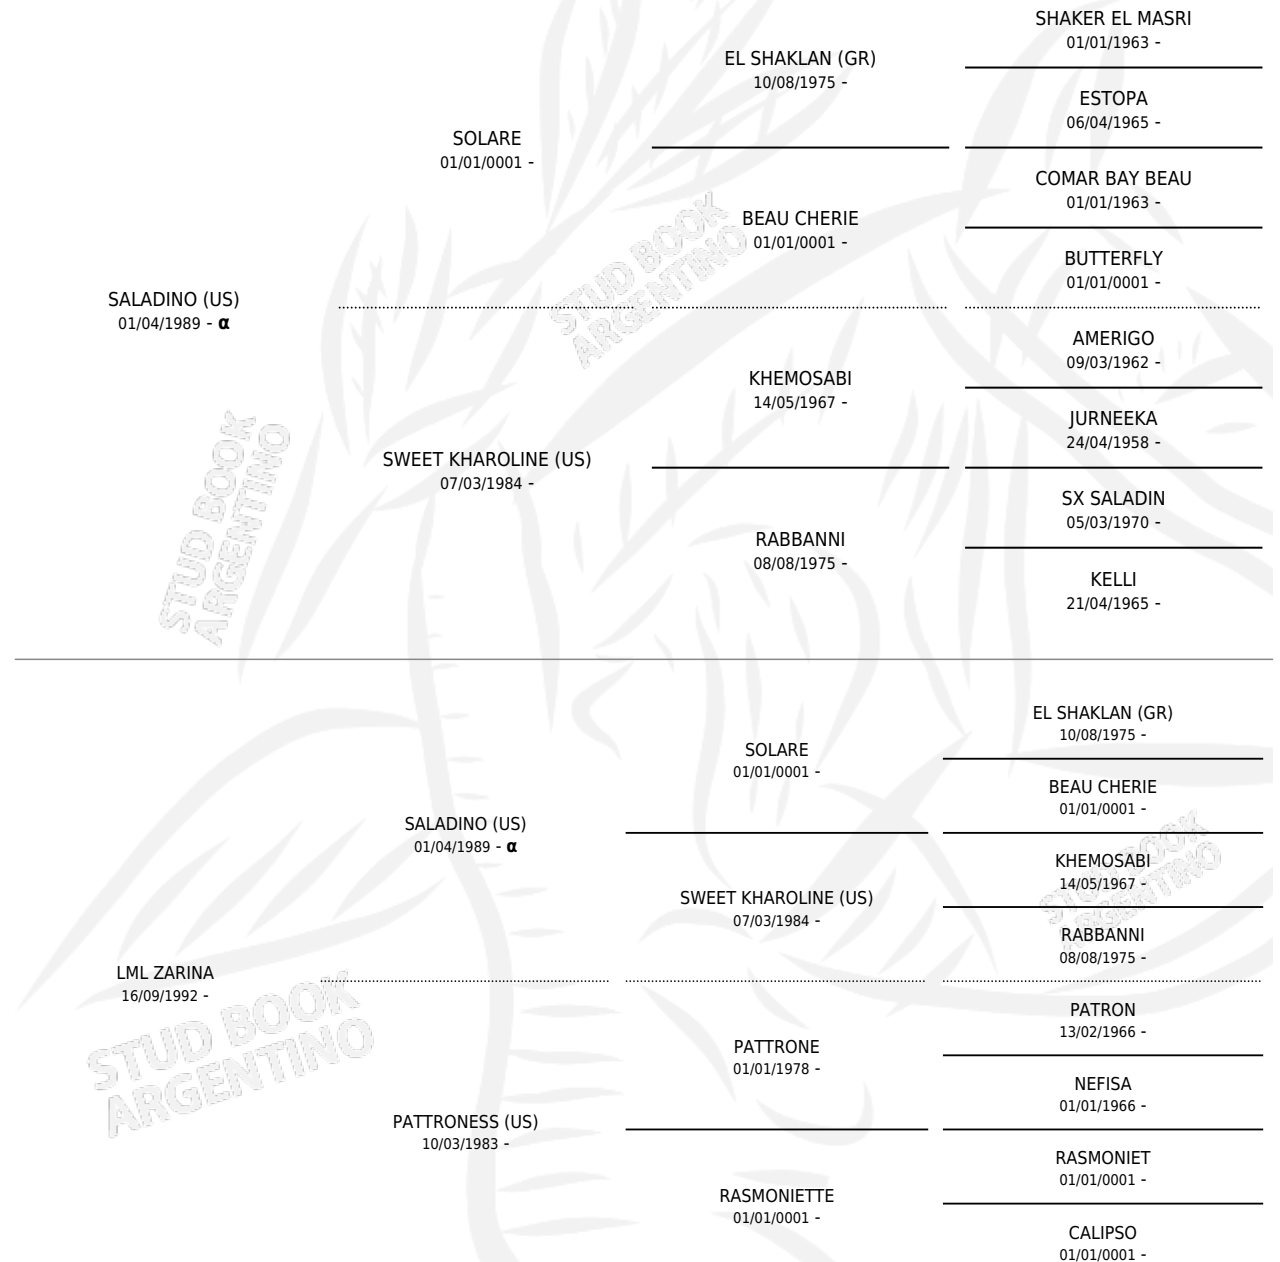 SHAKER EL MASRI
01/01/1963 -
EL SHAKLAN (GR)
10/08/1975 -
ESTOPA
06/04/1965 -
SOLARE
01/01/0001 -
COMAR BAY BEAU
01/01/1963 -
BEAU CHERIE
01/01/0001 -
BUTTERFLY
01/01/0001 -
SALADINO (US)
01/04/1989 - α
AMERIGO
09/03/1962 -
KHEMOSABI
14/05/1967 -
JURNEEKA
24/04/1958 -
SWEET KHAROLINE (US)
07/03/1984 -
SX SALADIN
05/03/1970 -
RABBANNI
08/08/1975 -
KELLI
21/04/1965 -
STUD BOOK
ARGENTINO
STUD BOOK
ARGENTINO
EL SHAKLAN (GR)
10/08/1975 -
SOLARE
01/01/0001 -
BEAU CHERIE
01/01/0001 -
SALADINO (US)
01/04/1989 - α
KHEMOSABI
14/05/1967 -
SWEET KHAROLINE (US)
07/03/1984 -
RABBANNI
08/08/1975 -
LML ZARINA
16/09/1992 -
PATRON
13/02/1966 -
PATTRONE
01/01/1978 -
NEFISA
01/01/1966 -
PATTRONESS (US)
10/03/1983 -
RASMONIET
01/01/0001 -
RASMONIETTE
01/01/0001 -
CALIPSO
01/01/0001 -
STUD BOOK
ARGENTINO
STUD BOOK
ARGENTINO